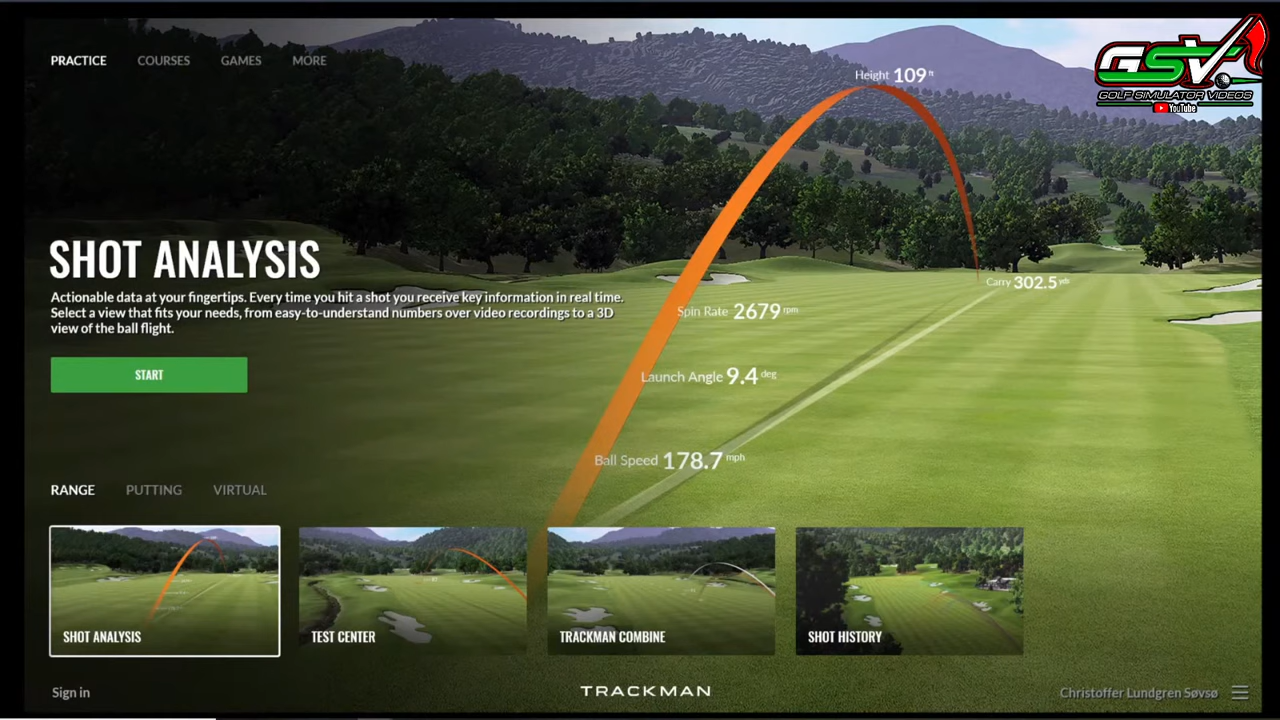 PRACTICE COURSES GAMES MORE
GSV
GOLF SIMULATOR VIDEOS
YouTube
Height 109 ft
SHOT ANALYSIS
Actionable data at your fingertips. Every time you hit a shot you receive key information in real time.
Select a view that fits your needs, from easy-to-understand numbers over video recordings to a 3D
view of the ball flight.
START
Carry 302.5 yds
Spin Rate 2679 rpm
Launch Angle 9.4 deg
Ball Speed 178.7 mph
RANGE PUTTING VIRTUAL
SHOT ANALYSIS
TEST CENTER
TRACKMAN COMBINE
SHOT HISTORY
Sign in
TRACKMAN
Christoffer Lundgren Søvsø